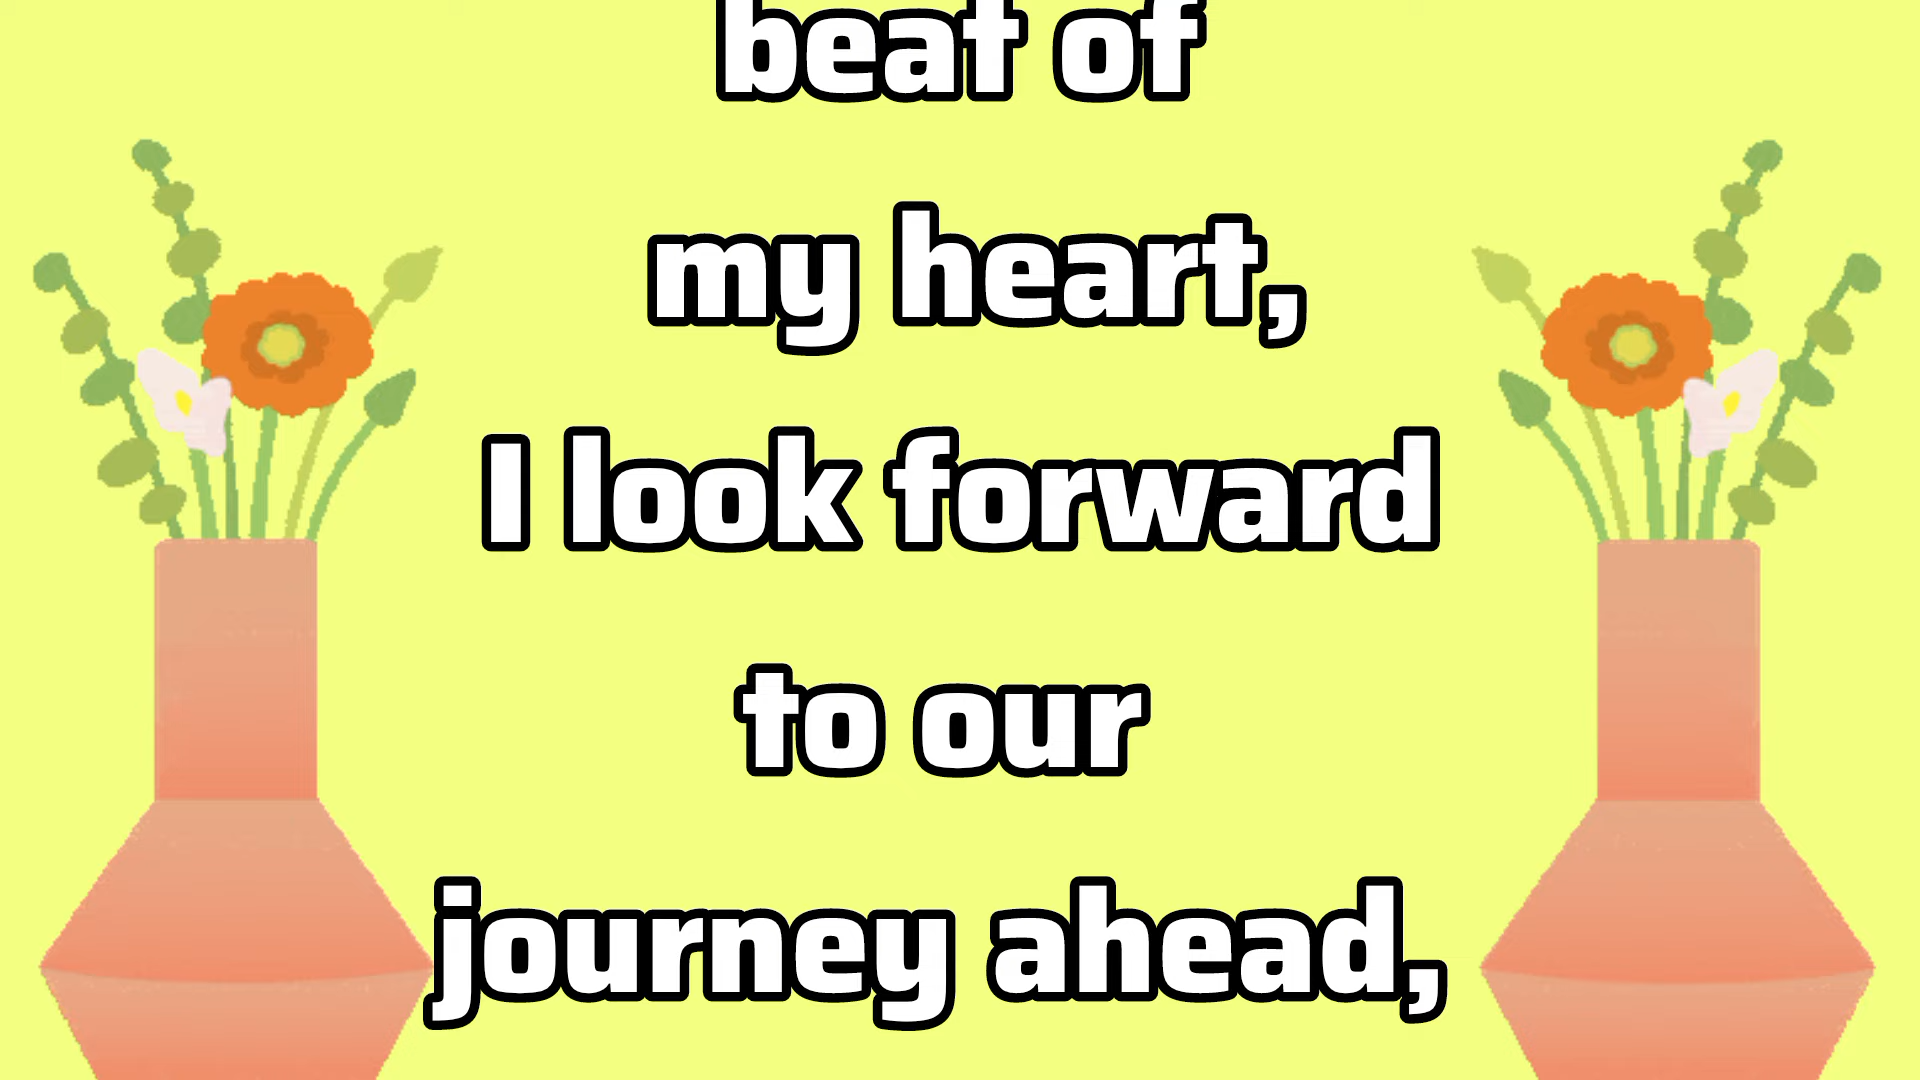 beat of
my heart,
I look forward
to our
journey ahead,